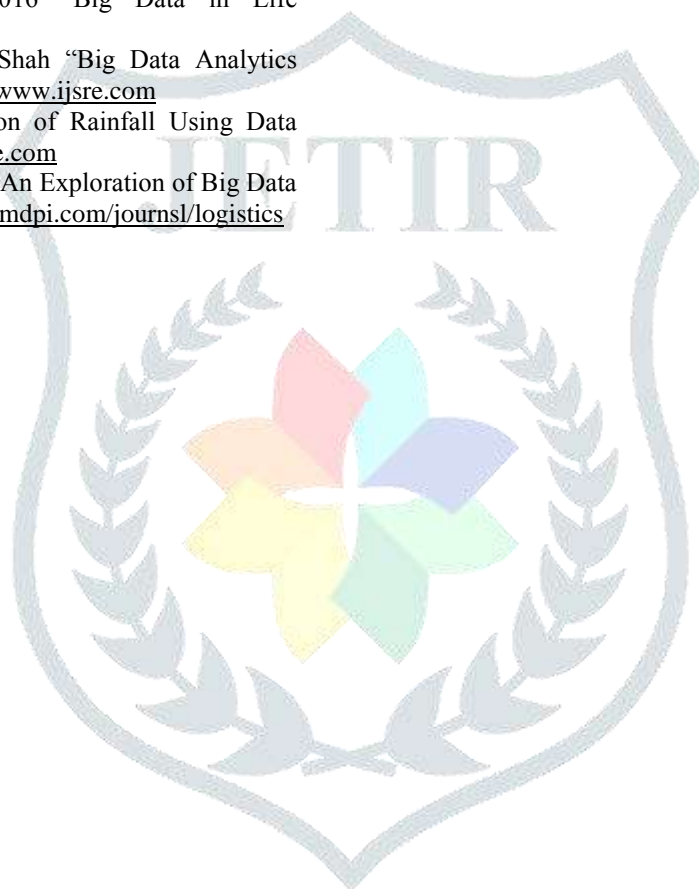 016 "Big Data in Life
Shah “Big Data Analytics
www.ijsre.com
on of Rainfall Using Data
e.com
An Exploration of Big Data
mdpi.com/journsl/logistics
JETIR